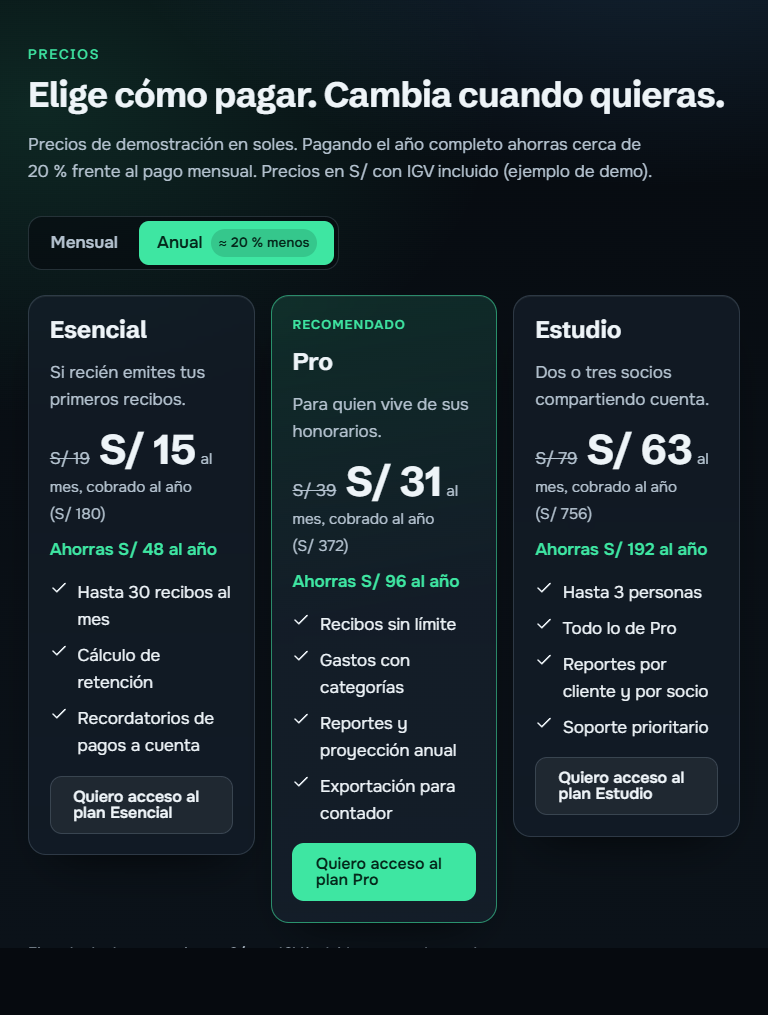 PRECIOS
Elige cómo pagar. Cambia cuando quieras.
Precios de demostración en soles. Pagando el año completo ahorras cerca de
20 % frente al pago mensual. Precios en S/ con IGV incluido (ejemplo de demo).
Mensual
Anual ≈ 20 % menos
Esencial
Si recién emites tus
primeros recibos.
S/ 19 S/ 15 al
mes, cobrado al año
(S/ 180)
Ahorras S/ 48 al año
Hasta 30 recibos al
mes
Cálculo de
retención
Recordatorios de
pagos a cuenta
Quiero acceso al
plan Esencial
RECOMENDADO
Pro
Para quien vive de sus
honorarios.
S/ 39 S/ 31 al
mes, cobrado al año
(S/ 372)
Ahorras S/ 96 al año
Recibos sin límite
Gastos con
categorías
Reportes y
proyección anual
Exportación para
contador
Quiero acceso al
plan Pro
Estudio
Dos o tres socios
compartiendo cuenta.
S/ 79 S/ 63 al
mes, cobrado al año
(S/ 756)
Ahorras S/ 192 al año
Hasta 3 personas
Todo lo de Pro
Reportes por
cliente y por socio
Soporte prioritario
Quiero acceso al
plan Estudio